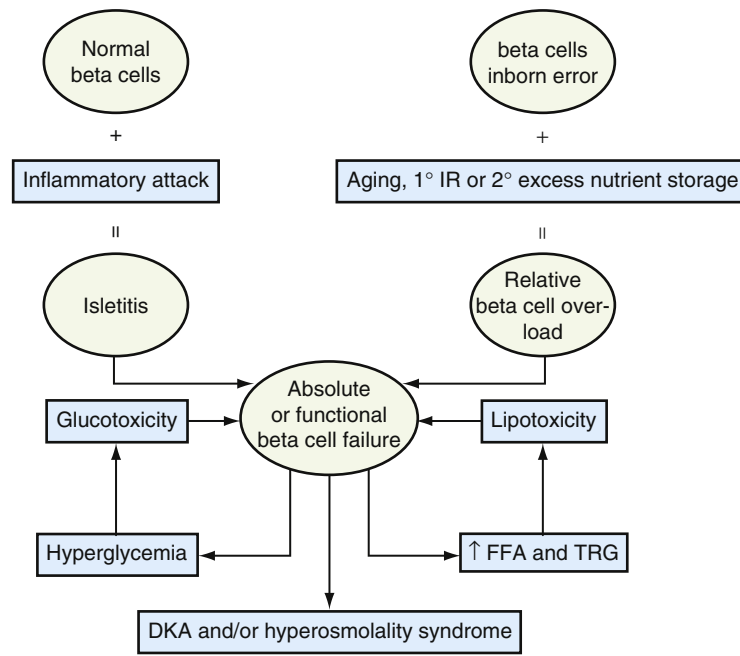 Normal
beta cells
beta cells
inborn error
+
+
Inflammatory attack
Aging, 1° IR or 2° excess nutrient storage
=
=
Isletitis
Relative
beta cell over-
load
Absolute
or functional
beta cell failure
Glucotoxicity
Lipotoxicity
Hyperglycemia
↑ FFA and TRG
DKA and/or hyperosmolality syndrome